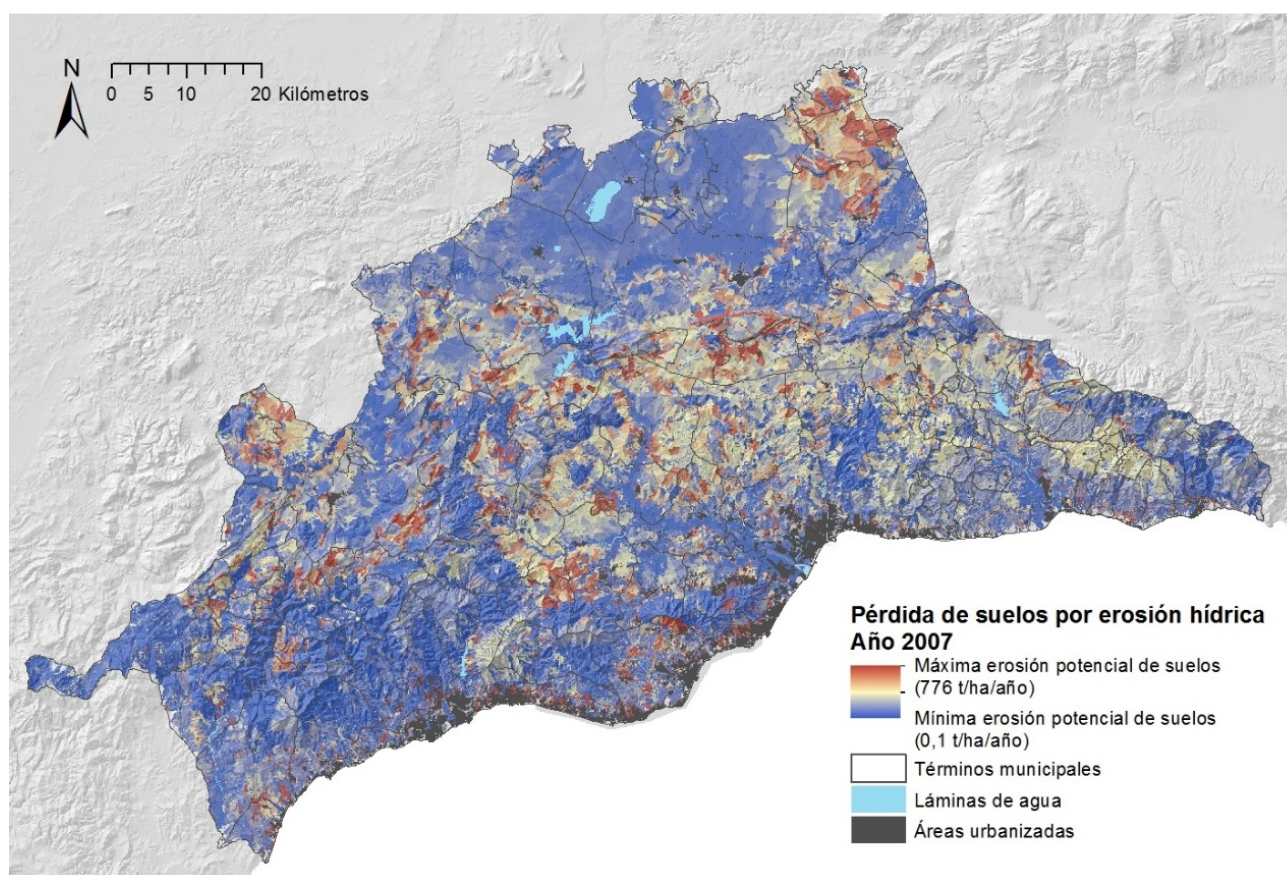 N
0 5 10 20 Kilómetros
Pérdida de suelos por erosión hídrica
Año 2007
Máxima erosión potencial de suelos
(776 t/ha/año)
Mínima erosión potencial de suelos
(0,1 t/ha/año)
Términos municipales
Láminas de agua
Áreas urbanizadas